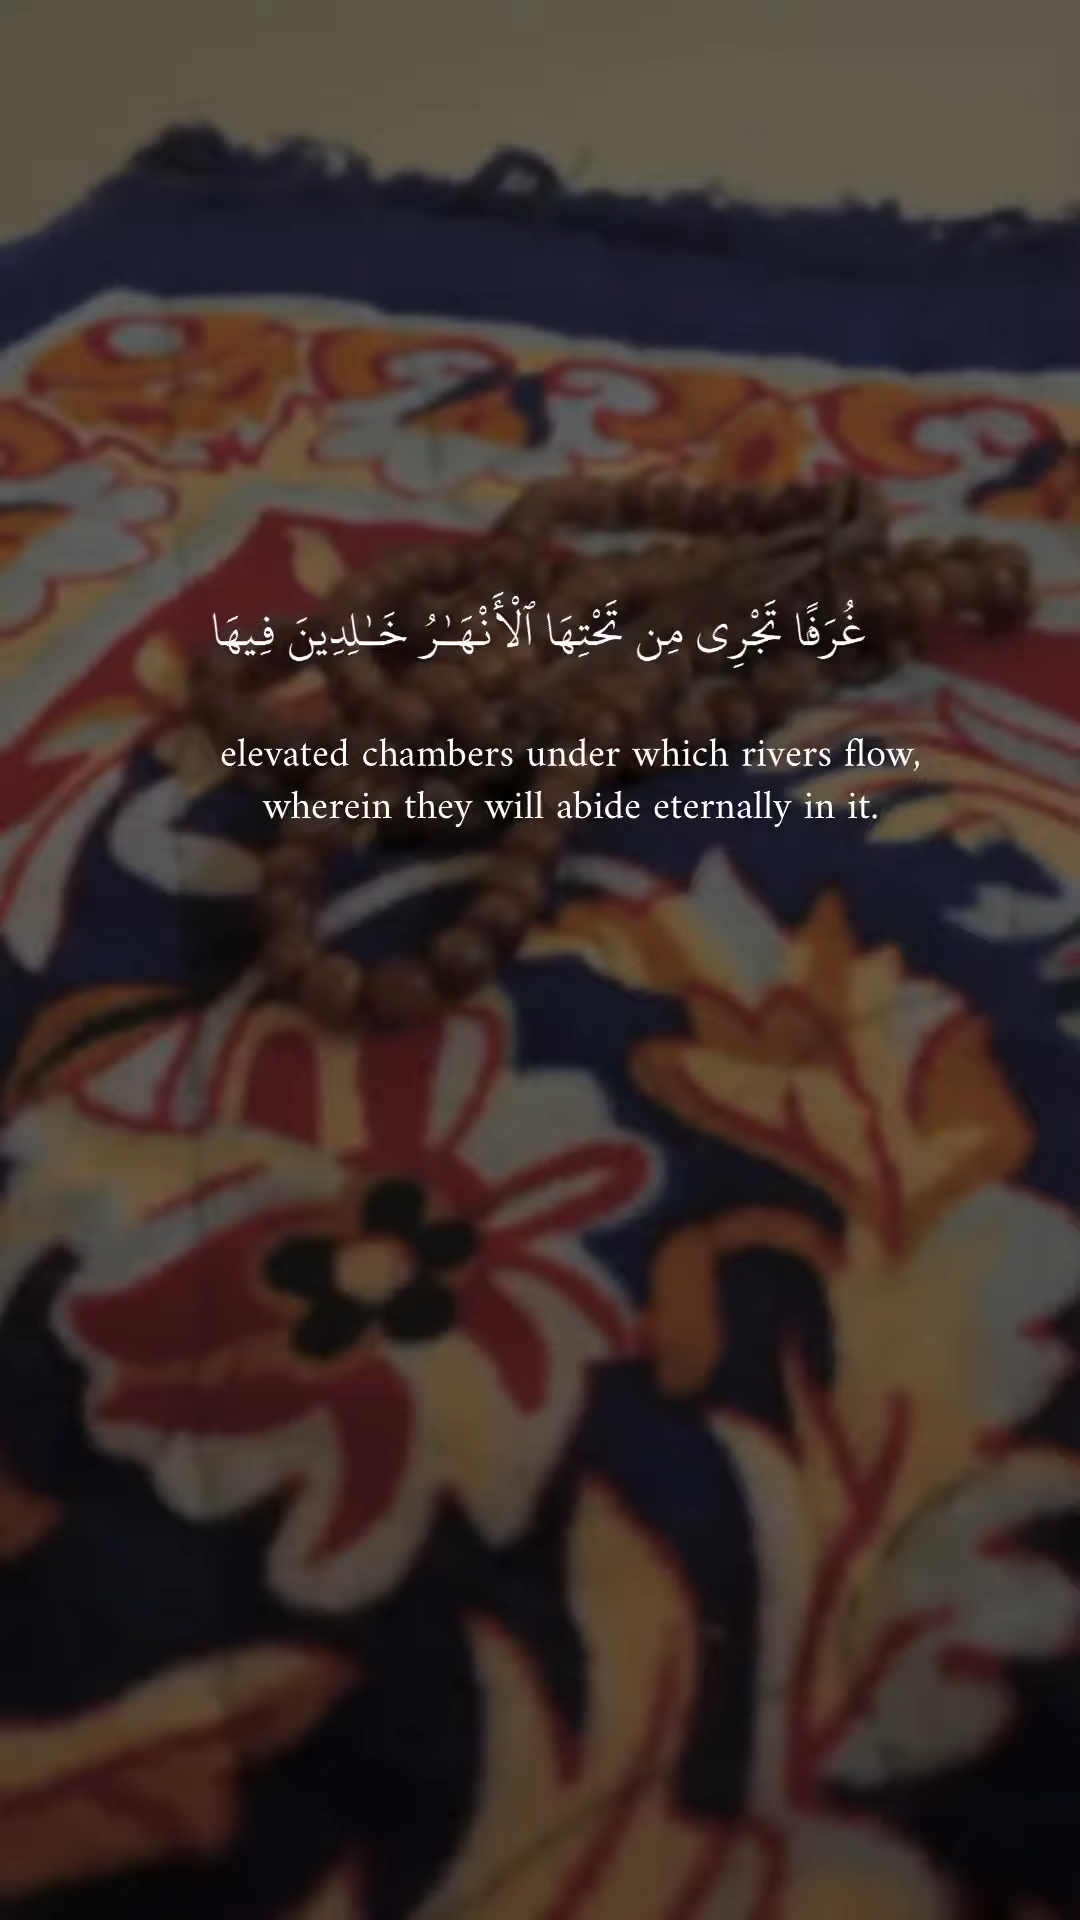 غُرَفًا تَجْرِى مِن تَحْتِهَا ٱلْأَنْهَـٰرُ خَـٰلِدِينَ فِيهَا
elevated chambers under which rivers flow,
wherein they will abide eternally in it.